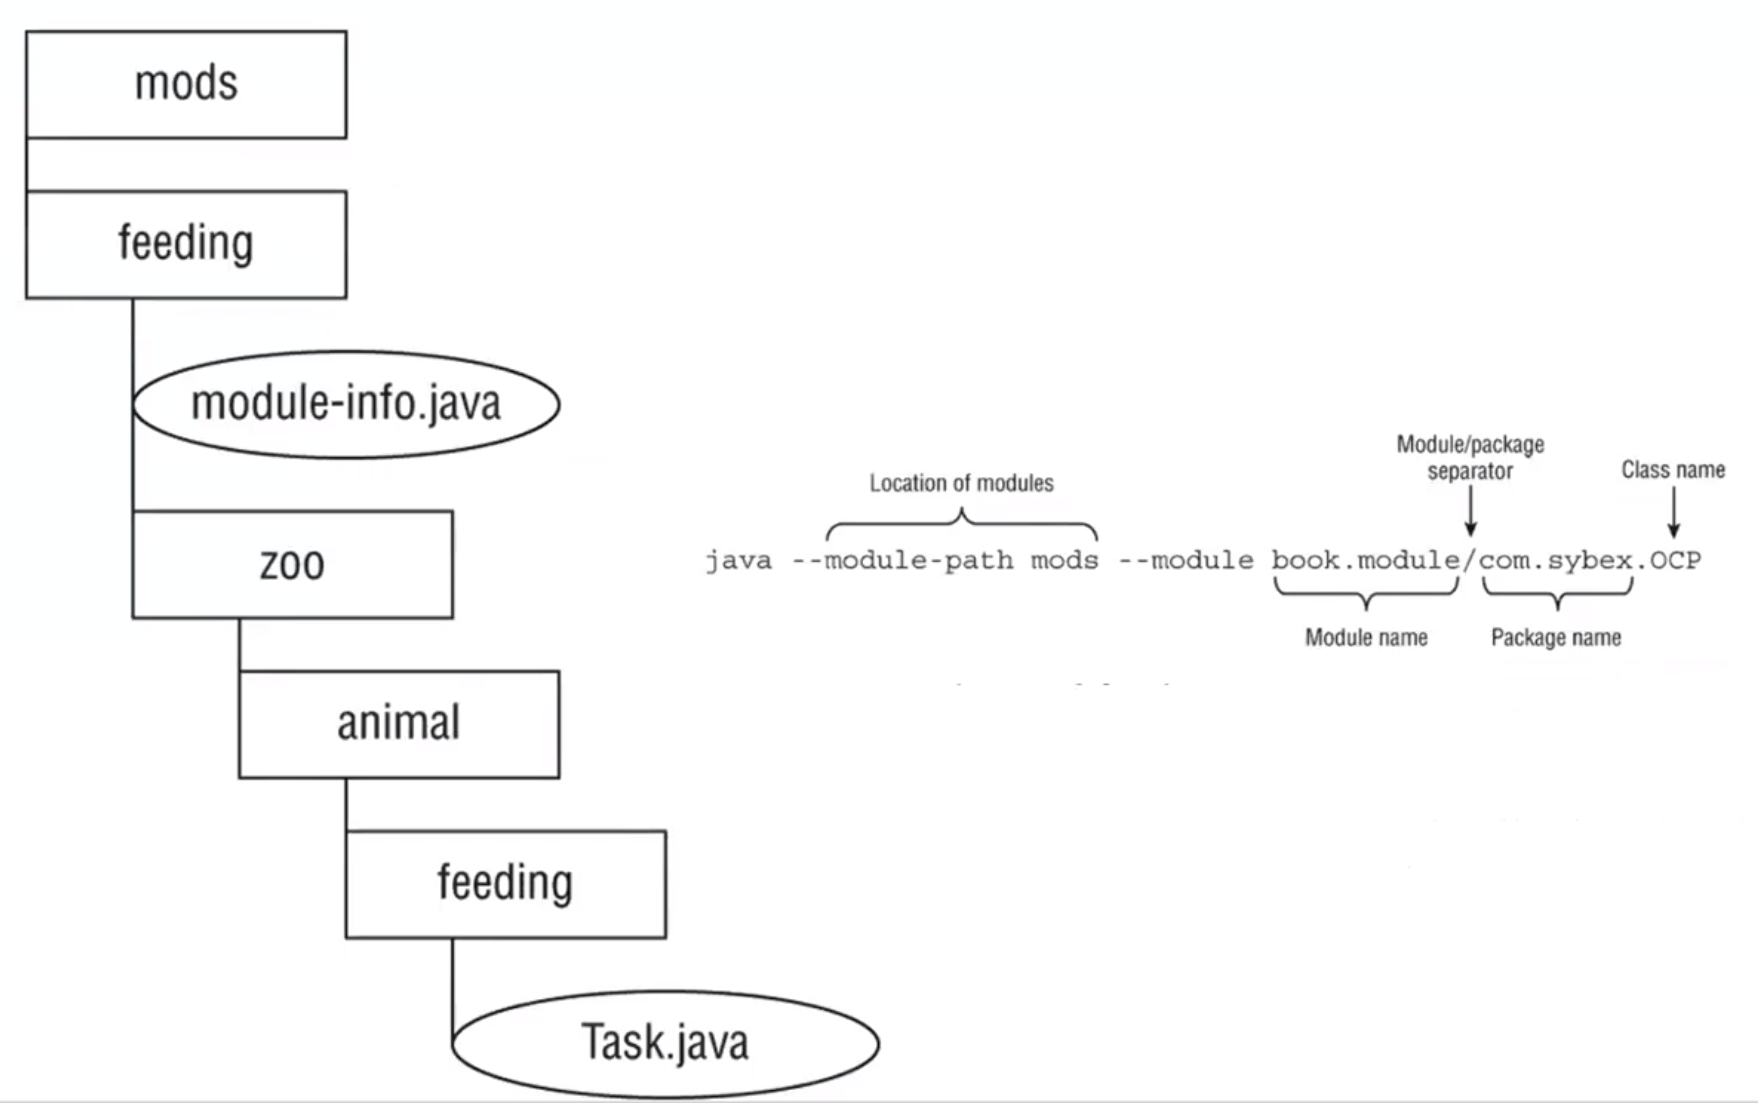 mods
feeding
module-info.java
zoo
animal
feeding
Task.java
Module/package
separator
Class name
Location of modules
java --module-path mods --module book.module/com.sybex.OCP
Module name
Package name